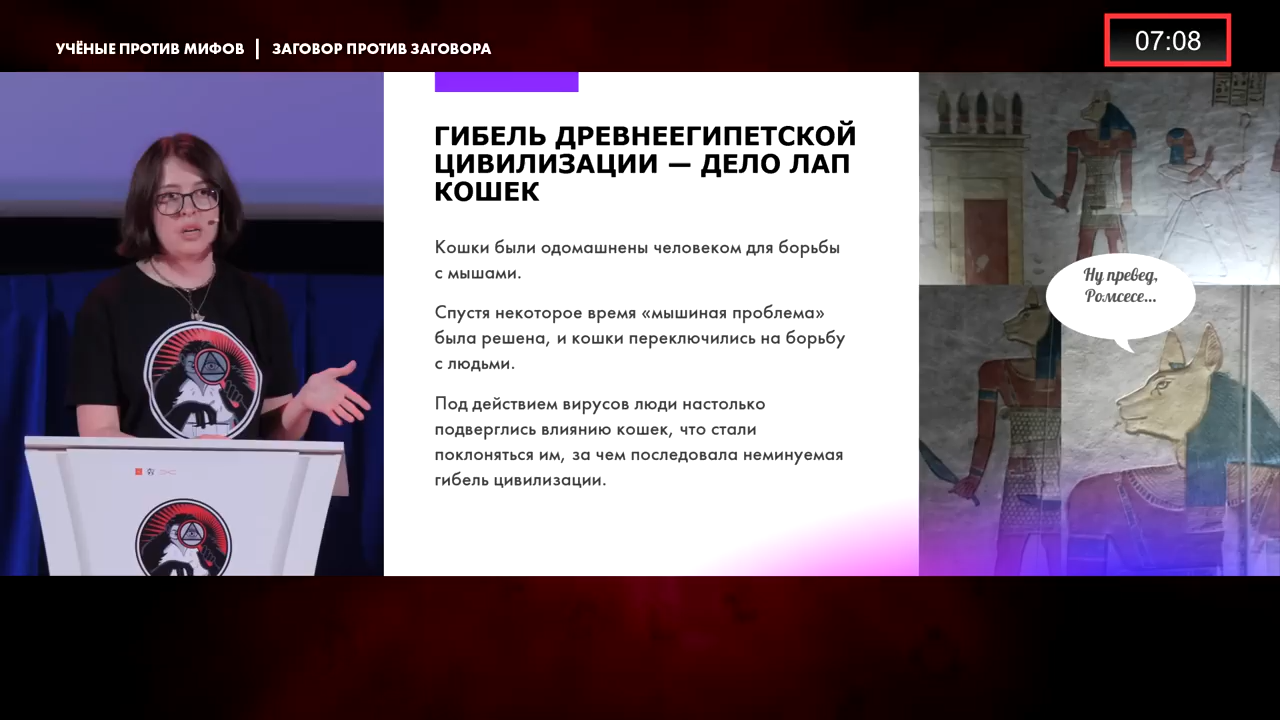 УЧЁНЫЕ ПРОТИВ МИФОВ | ЗАГОВОР ПРОТИВ ЗАГОВОРА
07:08
ГИБЕЛЬ ДРЕВНЕЕГИПЕТСКОЙ
ЦИВИЛИЗАЦИИ — ДЕЛО ЛАП
КОШЕК
Кошки были одомашнены человеком для борьбы
с мышами.
Спустя некоторое время «мышиная проблема»
была решена, и кошки переключились на борьбу
с людьми.
Под действием вирусов люди настолько
подверглись влиянию кошек, что стали
поклоняться им, за чем последовала неминуемая
гибель цивилизации.
Ну превед,
Ромсесе...